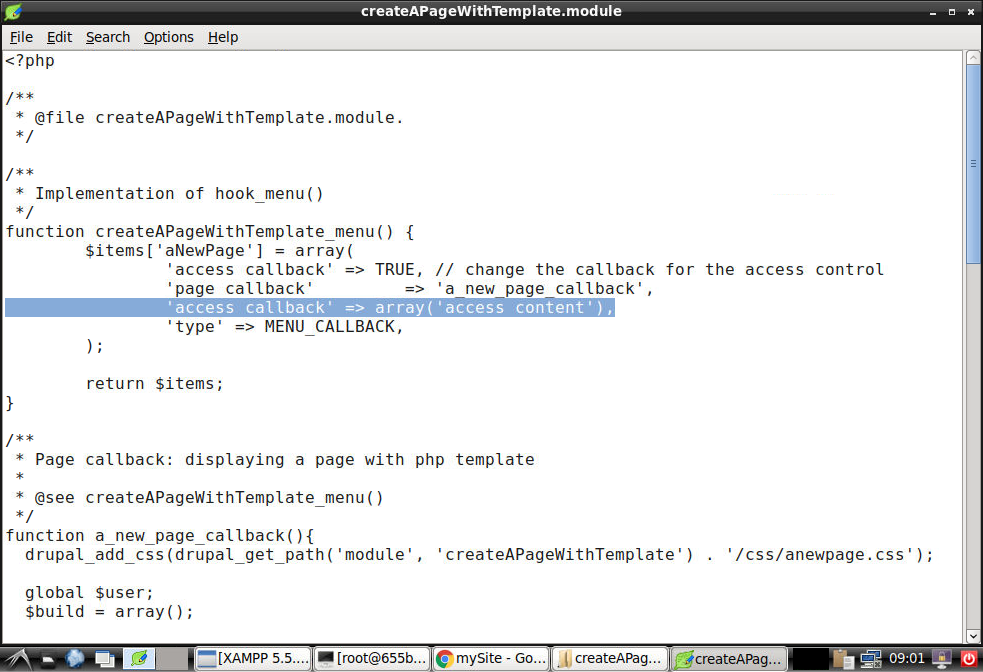 createAPageWithTemplate.module
File Edit Search Options Help
<?php
/**
 * @file createAPageWithTemplate.module.
 */
/**
 * Implementation of hook_menu()
 */
function createAPageWithTemplate_menu() {
        $items['aNewPage'] = array(
                'access callback' => TRUE, // change the callback for the access control
                'page callback'         => 'a_new_page_callback',
                'access callback' => array('access content'),
                'type' => MENU_CALLBACK,
        );
        return $items;
}
/**
 * Page callback: displaying a page with php template
 *
 * @see createAPageWithTemplate_menu()
 */
function a_new_page_callback(){
  drupal_add_css(drupal_get_path('module', 'createAPageWithTemplate') . '/css/anewpage.css');
  global $user;
  $build = array();
[XAMPP 5.5.... [root@655b... mySite - Go... createAPag... createAPag... 09:01